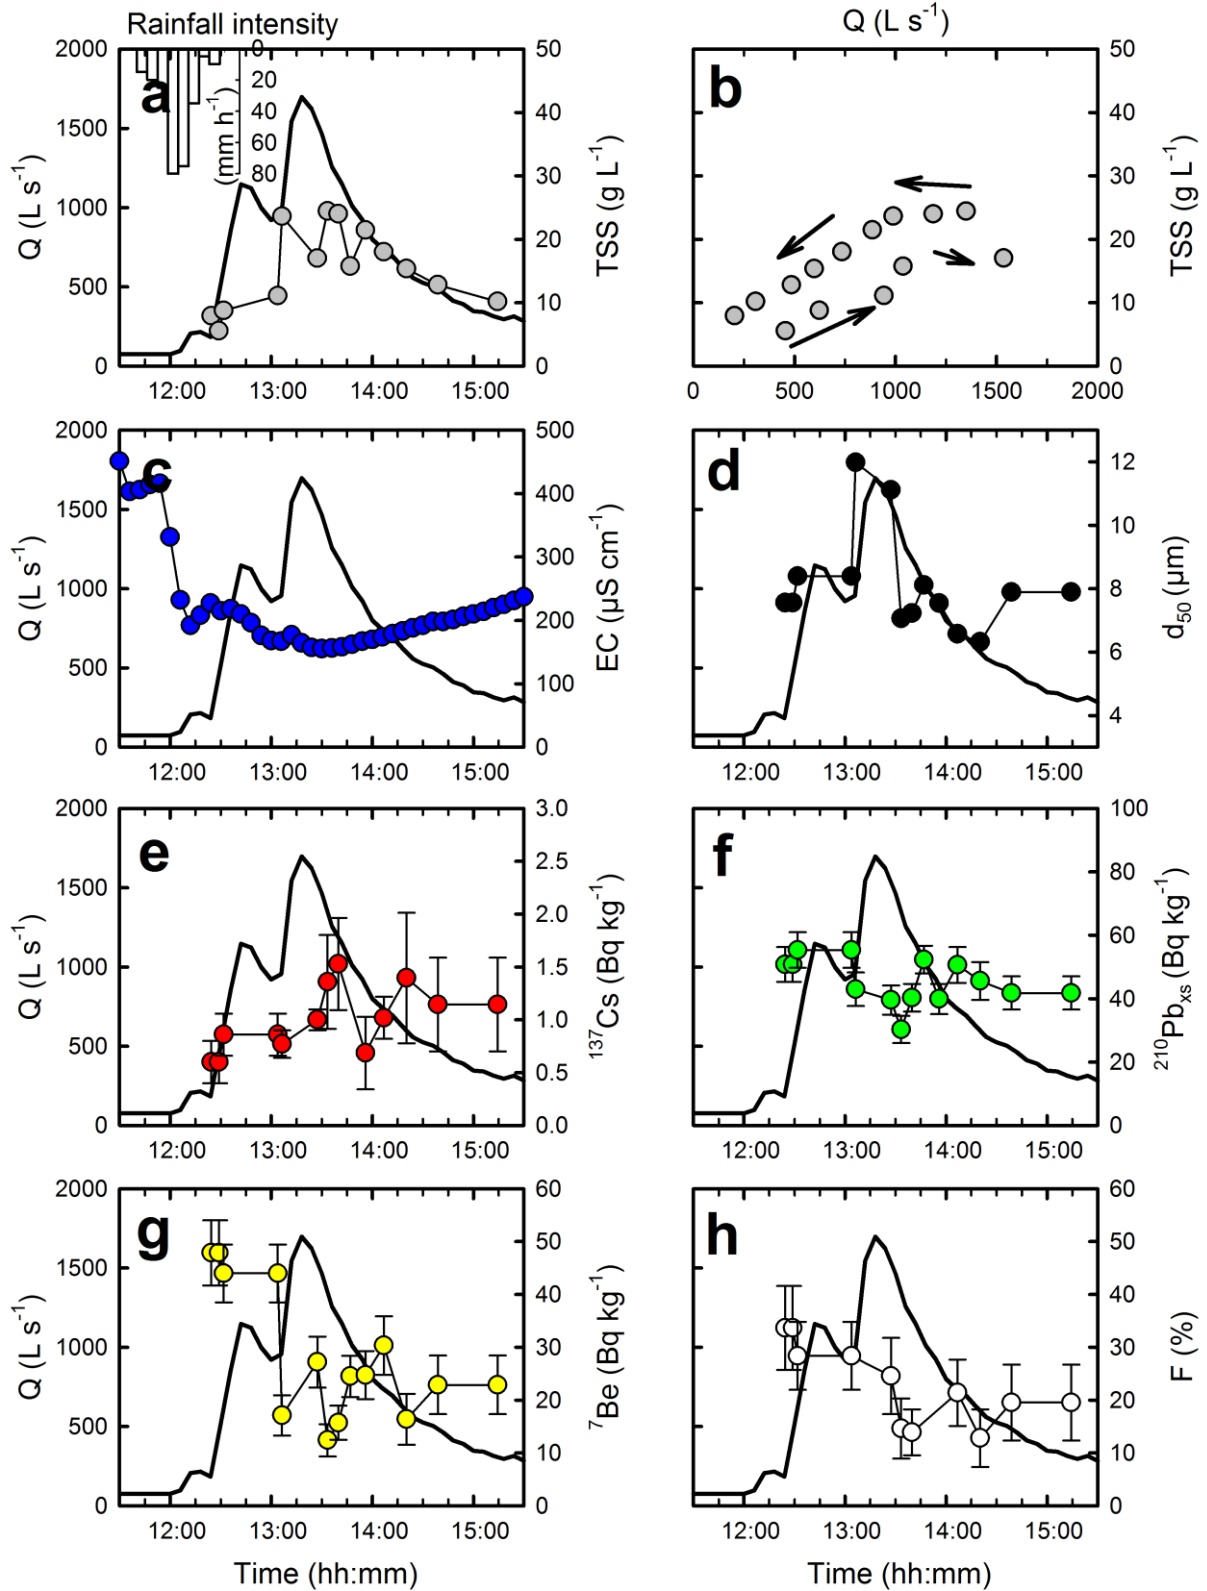 Rainfall intensity
Q (L s⁻¹)
2000
1500
1000
500
0
0
20
40
60
80
(mm h⁻¹)
50
40
30
20
10
0
a
Q (L s⁻¹)
TSS (g L⁻¹)
12:00 13:00 14:00 15:00
50
40
30
20
10
0
b
TSS (g L⁻¹)
TSS (g L⁻¹)
0 500 1000 1500 2000
2000
1500
1000
500
0
500
400
300
200
100
0
c
Q (L s⁻¹)
EC (µS cm⁻¹)
12:00 13:00 14:00 15:00
12
10
8
6
4
d
d₅₀ (µm)
12:00 13:00 14:00 15:00
2000
1500
1000
500
0
3.0
2.5
2.0
1.5
1.0
0.5
0.0
e
Q (L s⁻¹)
¹³⁷Cs (Bq kg⁻¹)
12:00 13:00 14:00 15:00
100
80
60
40
20
0
f
²¹⁰Pbₓₛ (Bq kg⁻¹)
12:00 13:00 14:00 15:00
2000
1500
1000
500
0
60
50
40
30
20
10
0
g
Q (L s⁻¹)
⁷Be (Bq kg⁻¹)
12:00 13:00 14:00 15:00
Time (hh:mm)
60
50
40
30
20
10
0
h
F (%)
12:00 13:00 14:00 15:00
Time (hh:mm)